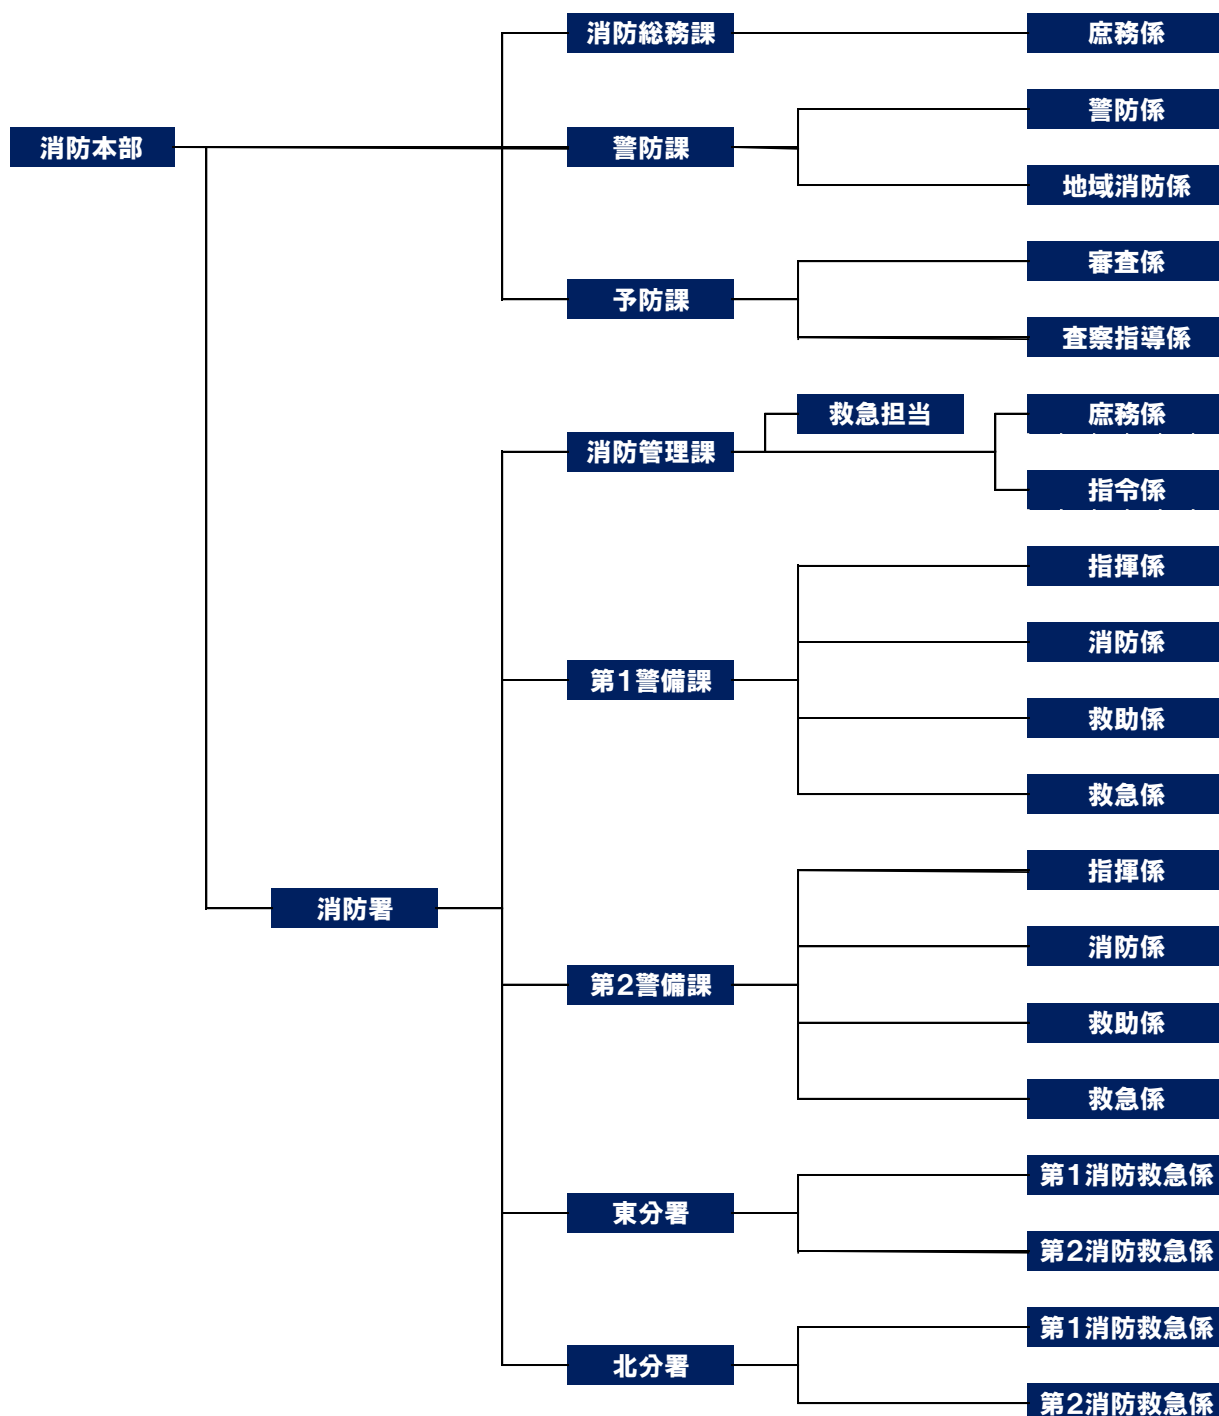 消防総務課
庶務係
警防係
消防本部
警防課
地域消防係
審査係
予防課
査察指導係
救急担当
庶務係
消防管理課
指令係
指揮係
消防係
第1警備課
救助係
救急係
指揮係
消防署
消防係
第2警備課
救助係
救急係
第1消防救急係
東分署
第2消防救急係
第1消防救急係
北分署
第2消防救急係